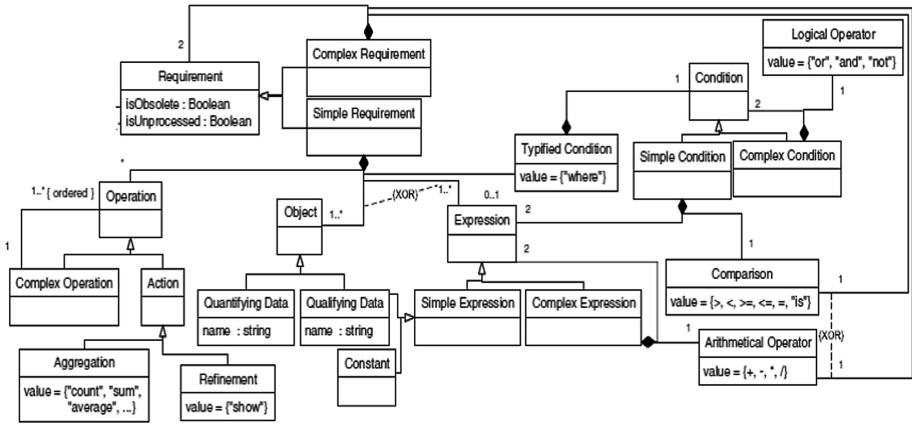 Logical Operator
value = {"or", "and", "not"}
Complex Requirement
2
Requirement
isObsolete : Boolean
isUnprocessed : Boolean
Simple Requirement
Condition
1
2
1
Typified Condition
value = {"where"}
Simple Condition
Complex Condition
*
1..* { ordered }
Operation
Object
1..*
{XOR}
1..*
0..1
Expression
2
2
1
1
Complex Operation
Action
Quantifying Data
name : string
Qualifying Data
name : string
Simple Expression
Complex Expression
Comparison
value = {>, <, >=, <=, =, "is"}
1
{XOR}
Aggregation
value = {"count", "sum",
"average", ...}
Refinement
value = {"show"}
Constant
1
Arithmetical Operator
value = {+, -, *, /}
1